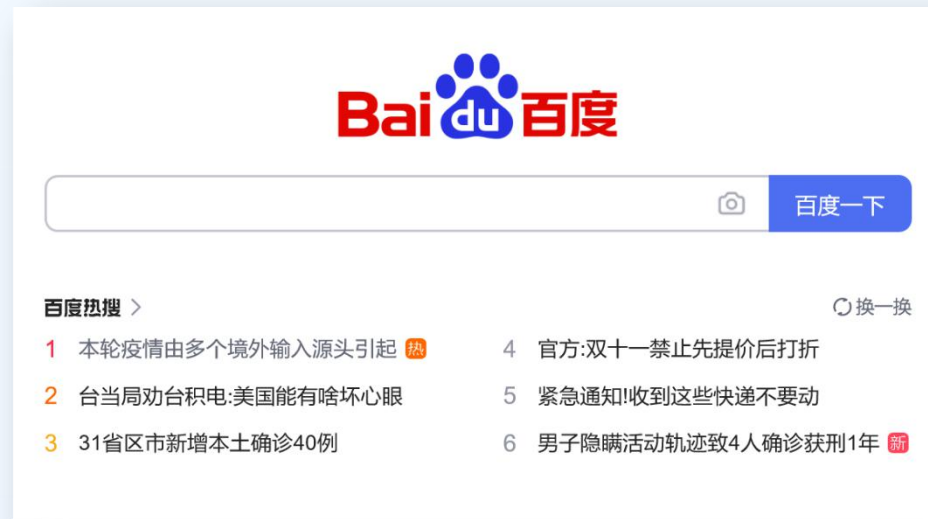 Bai du 百度
百度一下
百度热搜 >
换一换
1 本轮疫情由多个境外输入源头引起 热
2 台当局劝台积电:美国能有啥坏心眼
3 31省区市新增本土确诊40例
4 官方:双十一禁止先提价后打折
5 紧急通知!收到这些快递不要动
6 男子隐瞒活动轨迹致4人确诊获刑1年 新